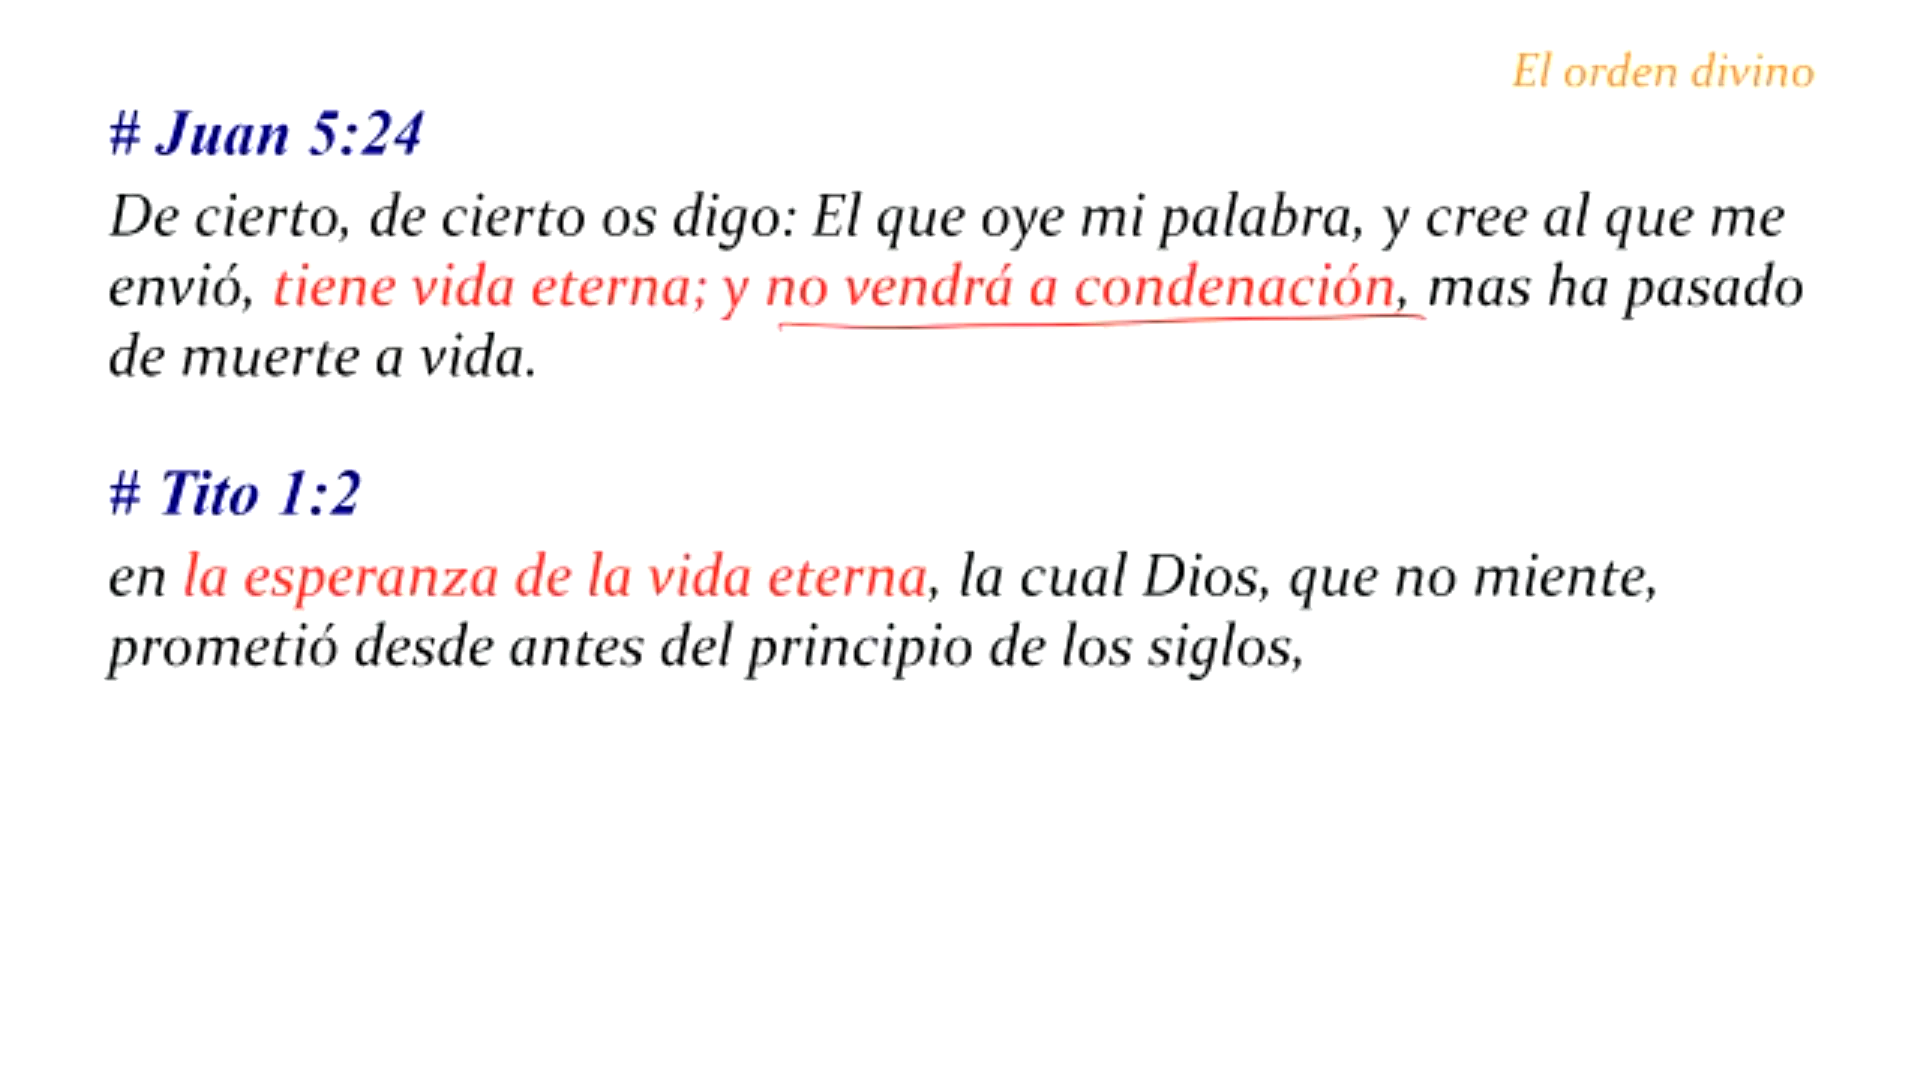 El orden divino
# Juan 5:24
De cierto, de cierto os digo: El que oye mi palabra, y cree al que me
envió, tiene vida eterna; y no vendrá a condenación, mas ha pasado
de muerte a vida.
# Tito 1:2
en la esperanza de la vida eterna, la cual Dios, que no miente,
prometió desde antes del principio de los siglos,